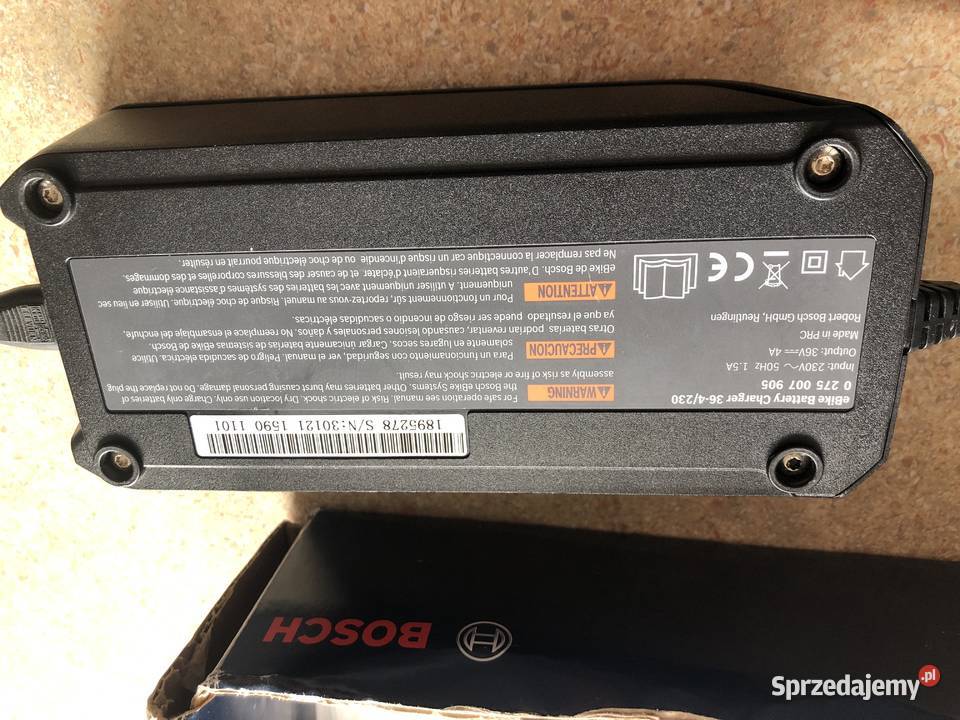 eBike Battery Charger 36-4/230
0 275 007 905
Input: 230V~ 50Hz 1.5A
Output: 36V⎓4A
Made in PRC
Robert Bosch GmbH, Reutlingen
CE
1895278 S/N:30121 1590 1101
WARNING
For safe operation see manual. Risk of Electric Shock. Dry location use only. Charge only batteries of
the Bosch eBike Systems. Other batteries may burst causing personal damage. Do not replace the plug
assembly as risk of fire or electric shock may result.
PRECAUCION
Para un funcionamiento con seguridad, ver el manual. Peligro de sacudida eléctrica. Utilice
solamente en lugares secos. Cargar únicamente baterías de sistemas de eBike de Bosch.
Otras baterías podrían reventar, causando lesiones personales y daños. No reemplace el ensamblaje del enchufe,
ya que el resultado puede ser riesgo de incendio o sacudidas eléctricas.
ATTENTION
Pour un fonctionnement sûr, reportez-vous au manual. Risque de choc électrique. Utiliser en lieu sec
uniquement. A utiliser uniquement avec les batteries des systèmes d'assistance électrique
eBike de Bosch. D'autres batteries risqueraient d'éclater et de causer des blessures corporelles et des dommages.
Ne pas remplacer la connectique car un risque d'incendie ou de choc électrique pourrait en résulter
BOSCH
Sprzedajemy.pl